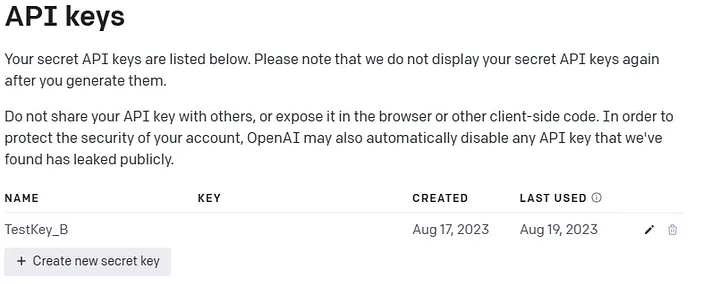 API keys
Your secret API keys are listed below. Please note that we do not display your secret API keys again
after you generate them.
Do not share your API key with others, or expose it in the browser or other client-side code. In order to
protect the security of your account, OpenAI may also automatically disable any API key that we've
found has leaked publicly.
NAME KEY CREATED LAST USED
TestKey_B Aug 17, 2023 Aug 19, 2023
+ Create new secret key